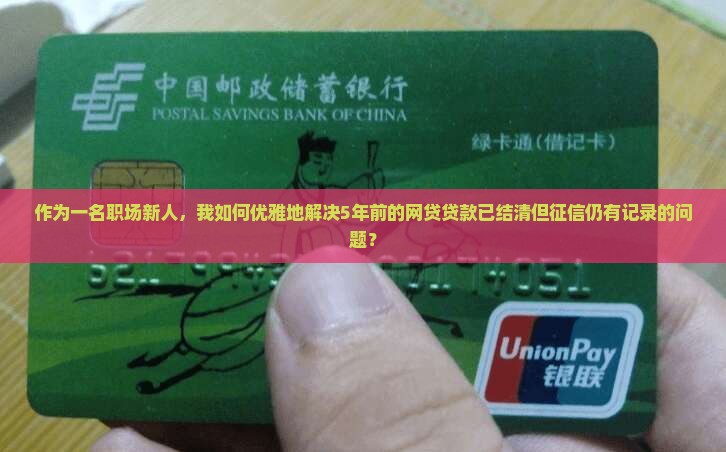 中国邮政储蓄银行
POSTAL SAVINGS BANK OF CHINA
绿卡通(借记卡)
作为一名职场新人，我如何优雅地解决5年前的网贷贷款已结清但征信仍有记录的问
题？
UnionPay
银联